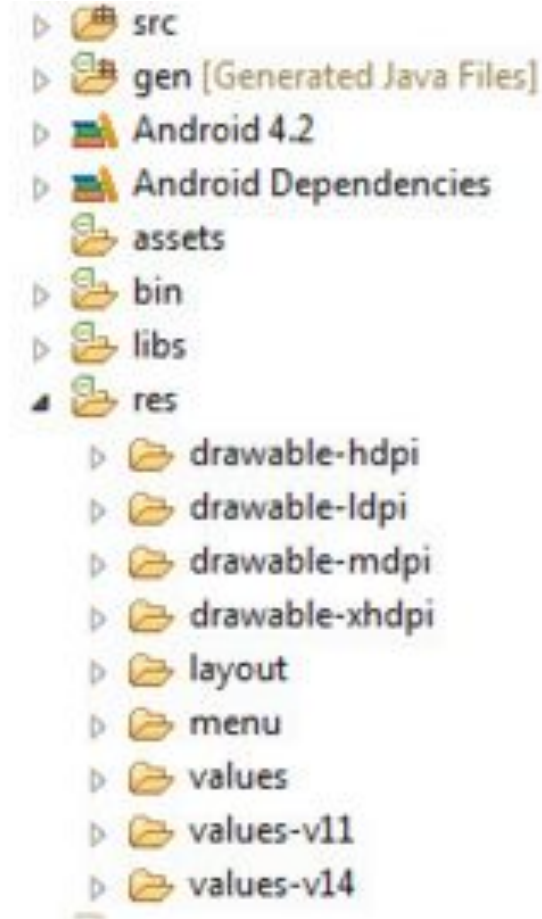 src
gen [Generated Java Files]
Android 4.2
Android Dependencies
assets
bin
libs
res
drawable-hdpi
drawable-ldpi
drawable-mdpi
drawable-xhdpi
layout
menu
values
values-v11
values-v14